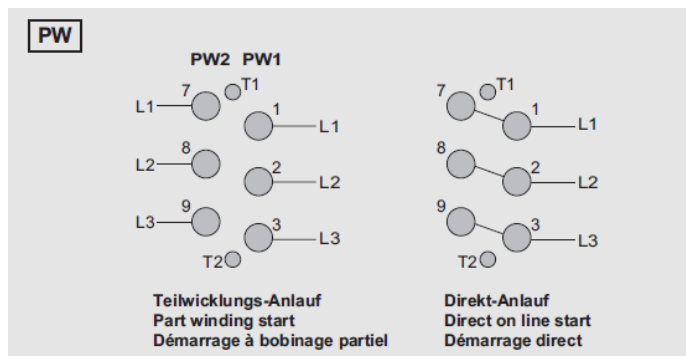 PW
PW2 PW1
7 T1
L1 1 L1
8
L2 2 L2
9
L3 3 L3
T2
Teilwicklungs-Anlauf
Part winding start
Démarrage à bobinage partiel
7 T1
1 L1
8
2 L2
9
3 L3
T2
Direkt-Anlauf
Direct on line start
Démarrage direct